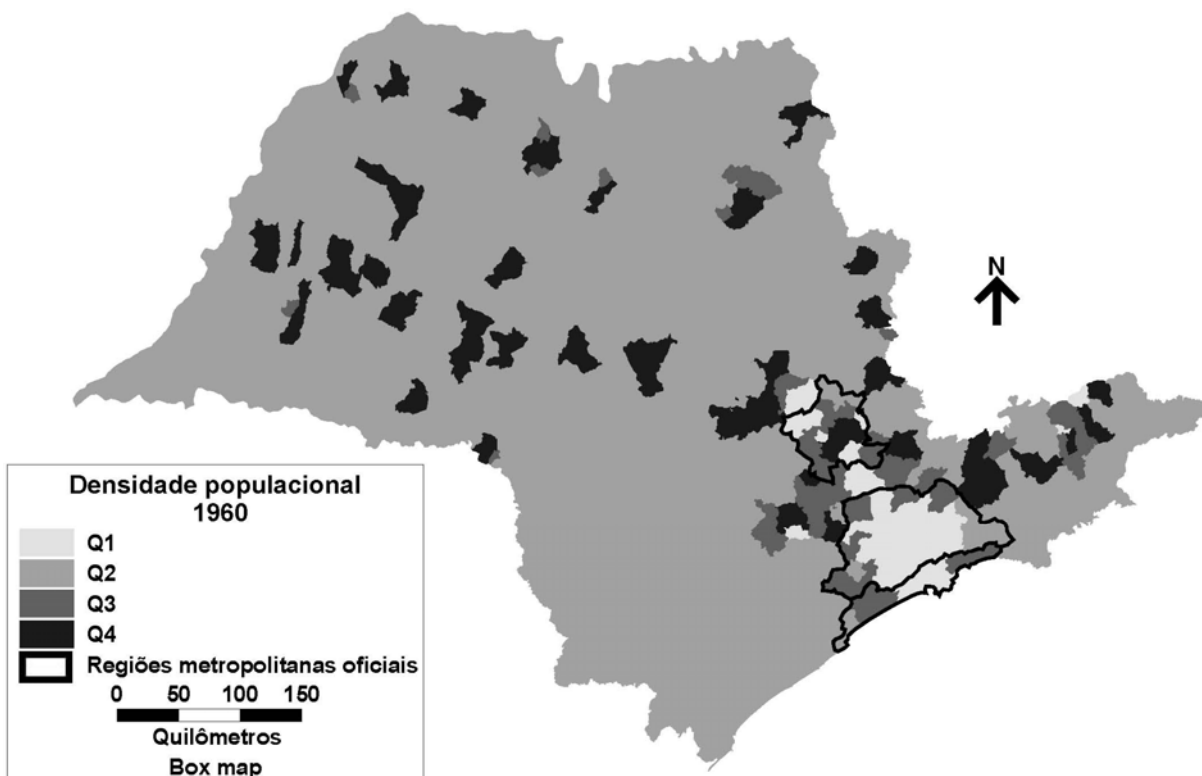 N
Densidade populacional
1960
Q1
Q2
Q3
Q4
Regiões metropolitanas oficiais
0 50 100 150
Quilômetros
Box map